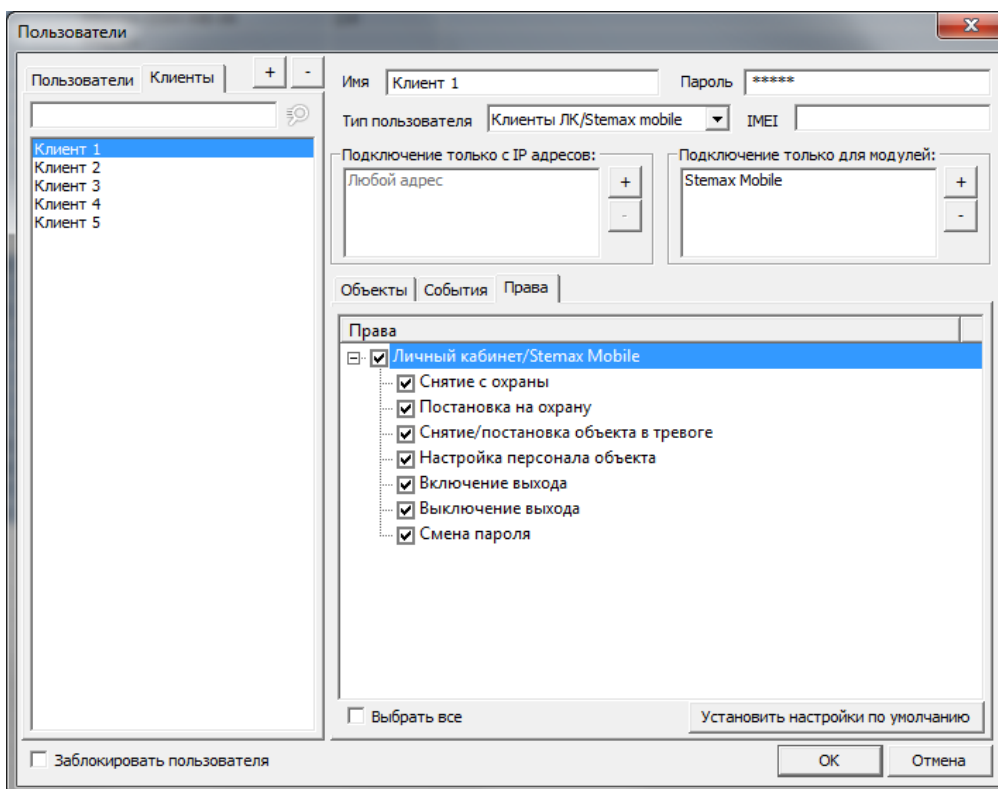 Пользователи
Пользователи Клиенты + -
Клиент 1
Клиент 2
Клиент 3
Клиент 4
Клиент 5
Имя Клиент 1 Пароль *****
Тип пользователя Клиенты ЛК/Stemax mobile IMEI
Подключение только с IP адресов: Подключение только для модулей:
Любой адрес + Stemax Mobile +
- -
Объекты События Права
Права
Личный кабинет/Stemax Mobile
Снятие с охраны
Постановка на охрану
Снятие/постановка объекта в тревоге
Настройка персонала объекта
Включение выхода
Выключение выхода
Смена пароля
Выбрать все Установить настройки по умолчанию
Заблокировать пользователя OK Отмена